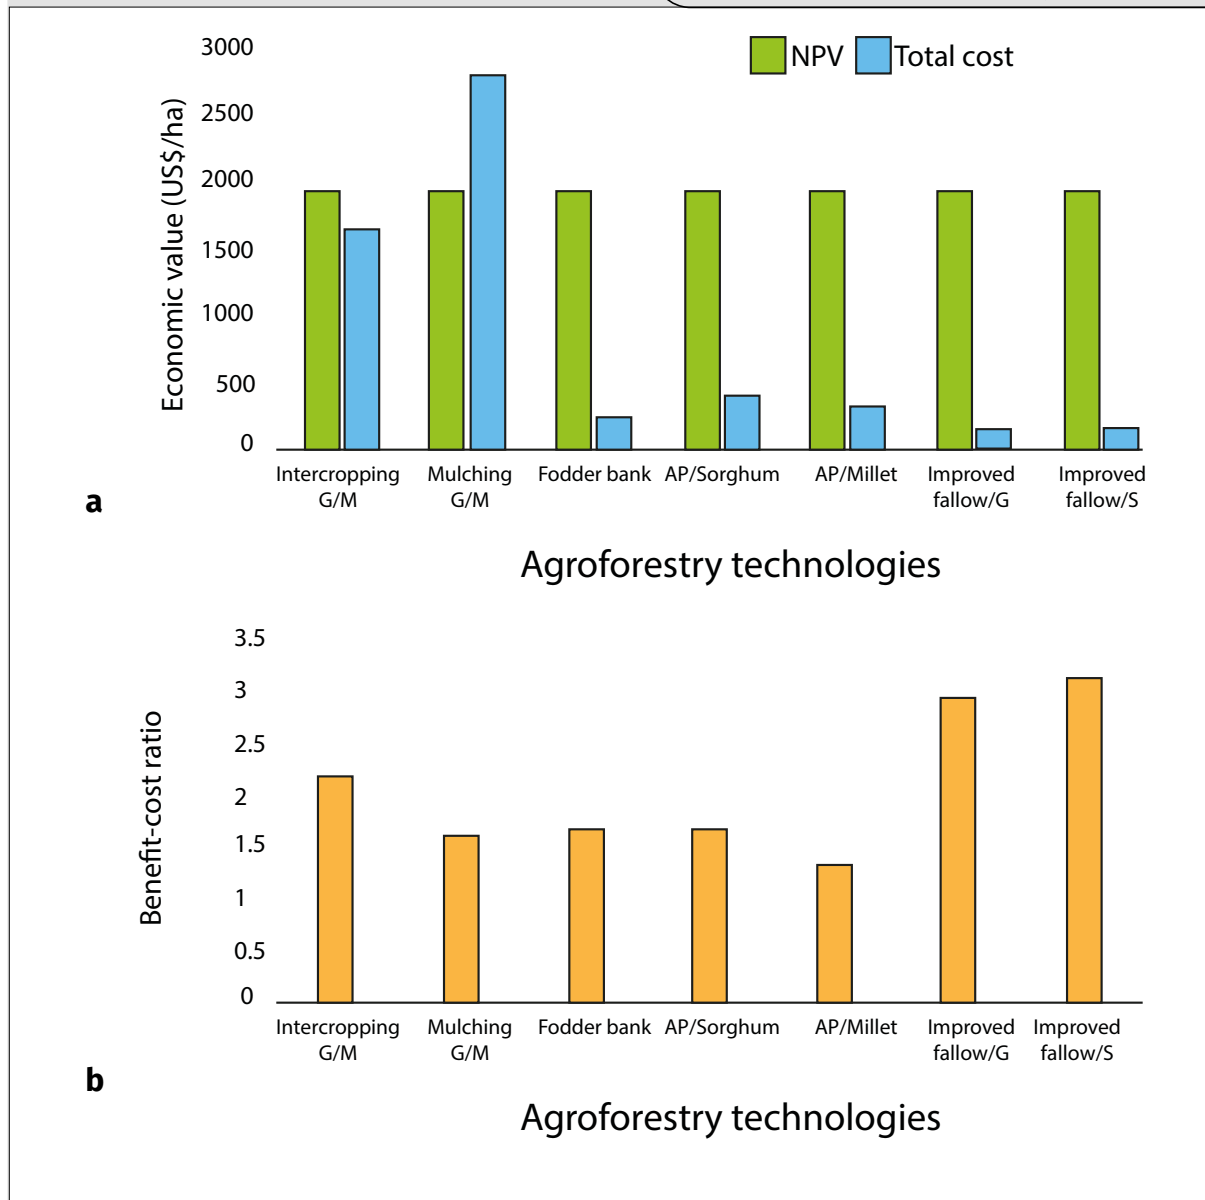 3000
NPV Total cost
2500
2000
1500
1000
500
0
Economic value (US$/ha)
Intercropping G/M
Mulching G/M
Fodder bank
AP/Sorghum
AP/Millet
Improved fallow/G
Improved fallow/S
a
Agroforestry technologies
3.5
3
2.5
2
1.5
1
0.5
0
Benefit-cost ratio
Intercropping G/M
Mulching G/M
Fodder bank
AP/Sorghum
AP/Millet
Improved fallow/G
Improved fallow/S
b
Agroforestry technologies